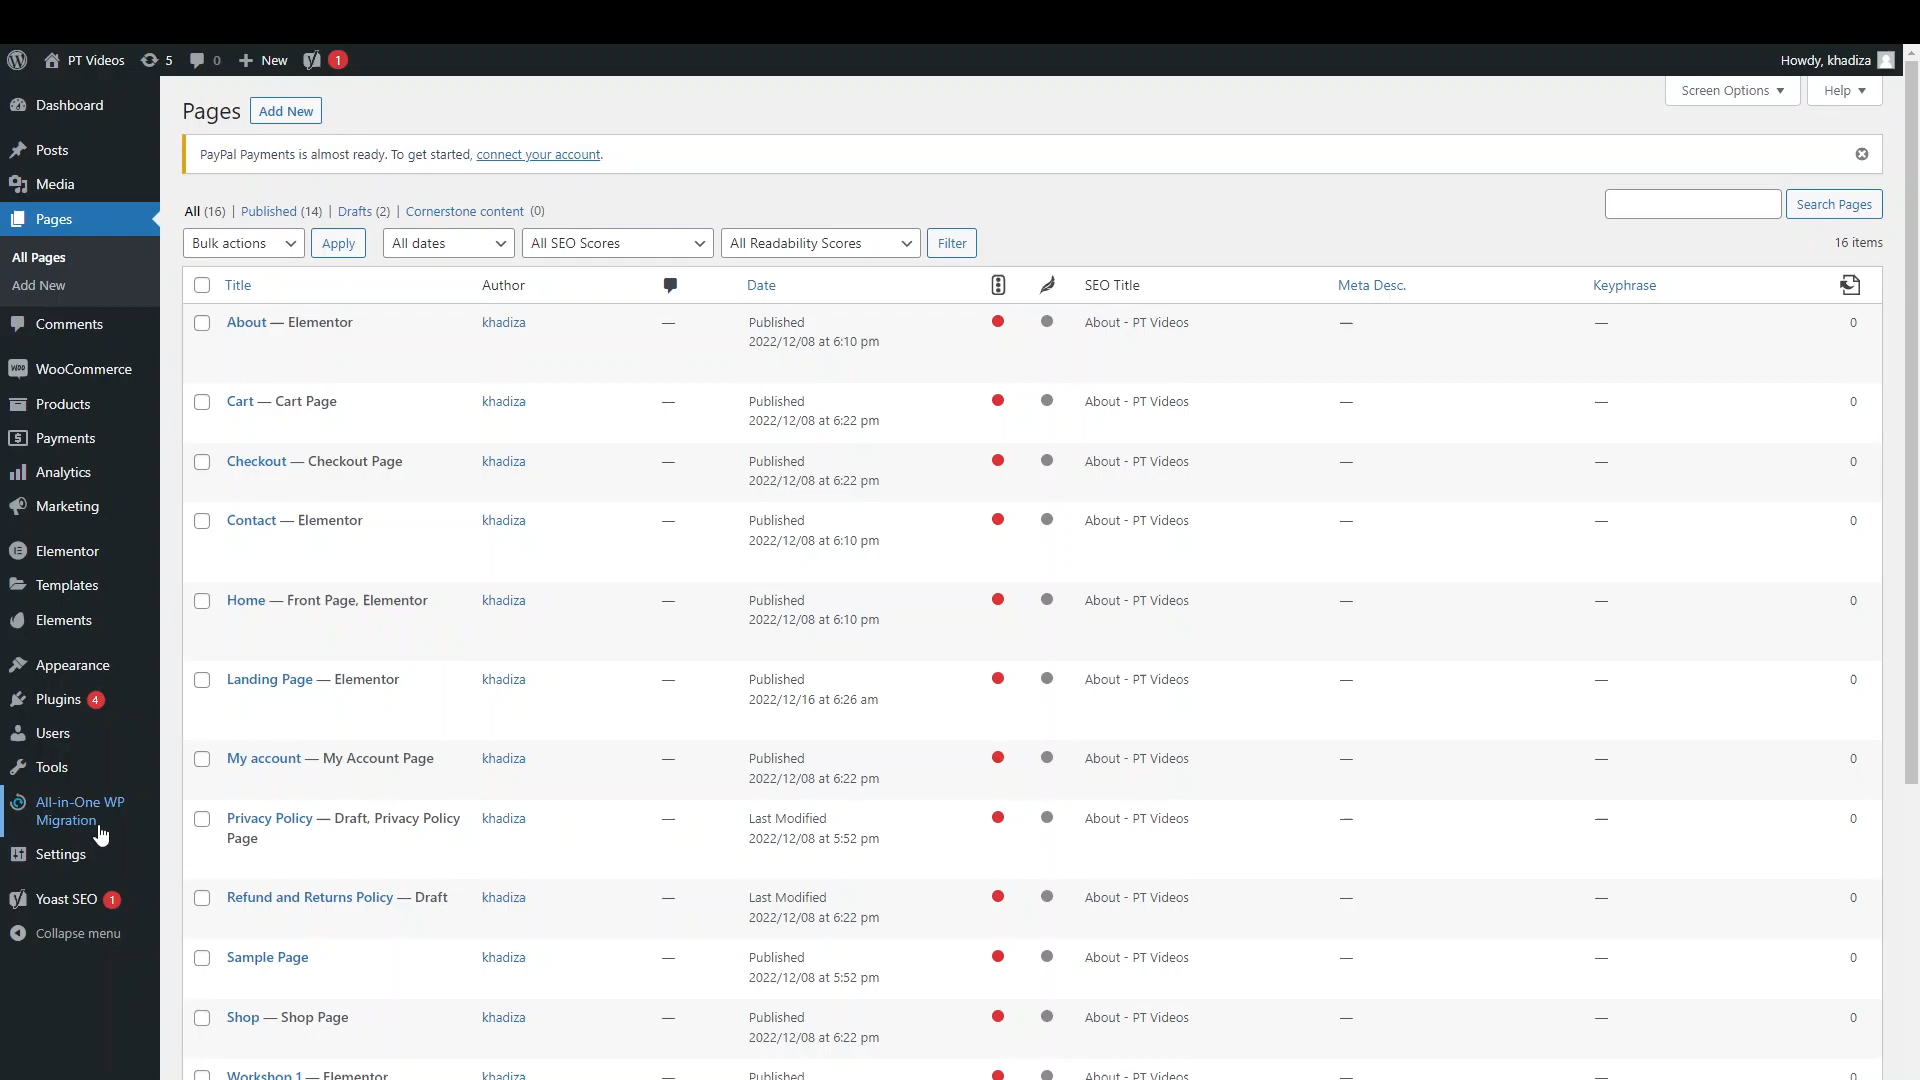 PT Videos 5 0 New 1 Howdy, khadiza
Screen Options Help
Dashboard
Posts
Media
Pages
All Pages
Add New
Comments
WooCommerce
Products
Payments
Analytics
Marketing
Elementor
Templates
Elements
Appearance
Plugins 4
Users
Tools
All-in-One WP
Migration
Settings
Yoast SEO 1
Collapse menu
Pages Add New
PayPal Payments is almost ready. To get started, connect your account.
All (16) | Published (14) | Drafts (2) | Cornerstone content (0)
Search Pages
Bulk actions Apply All dates All SEO Scores All Readability Scores Filter 16 items
Title Author Date SEO Title Meta Desc. Keyphrase
About — Elementor khadiza — Published About - PT Videos — — 0
2022/12/08 at 6:10 pm
Cart — Cart Page khadiza — Published About - PT Videos — — 0
2022/12/08 at 6:22 pm
Checkout — Checkout Page khadiza — Published About - PT Videos — — 0
2022/12/08 at 6:22 pm
Contact — Elementor khadiza — Published About - PT Videos — — 0
2022/12/08 at 6:10 pm
Home — Front Page, Elementor khadiza — Published About - PT Videos — — 0
2022/12/08 at 6:10 pm
Landing Page — Elementor khadiza — Published About - PT Videos — — 0
2022/12/16 at 6:26 am
My account — My Account Page khadiza — Published About - PT Videos — — 0
2022/12/08 at 6:22 pm
Privacy Policy — Draft, Privacy Policy khadiza — Last Modified About - PT Videos — — 0
Page 2022/12/08 at 5:52 pm
Refund and Returns Policy — Draft khadiza — Last Modified About - PT Videos — — 0
2022/12/08 at 6:22 pm
Sample Page khadiza — Published About - PT Videos — — 0
2022/12/08 at 5:52 pm
Shop — Shop Page khadiza — Published About - PT Videos — — 0
2022/12/08 at 6:22 pm
Workshop 1 — Elementor khadiza — Published About - PT Videos — — 0